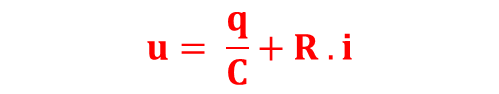 u = q/C + R . i